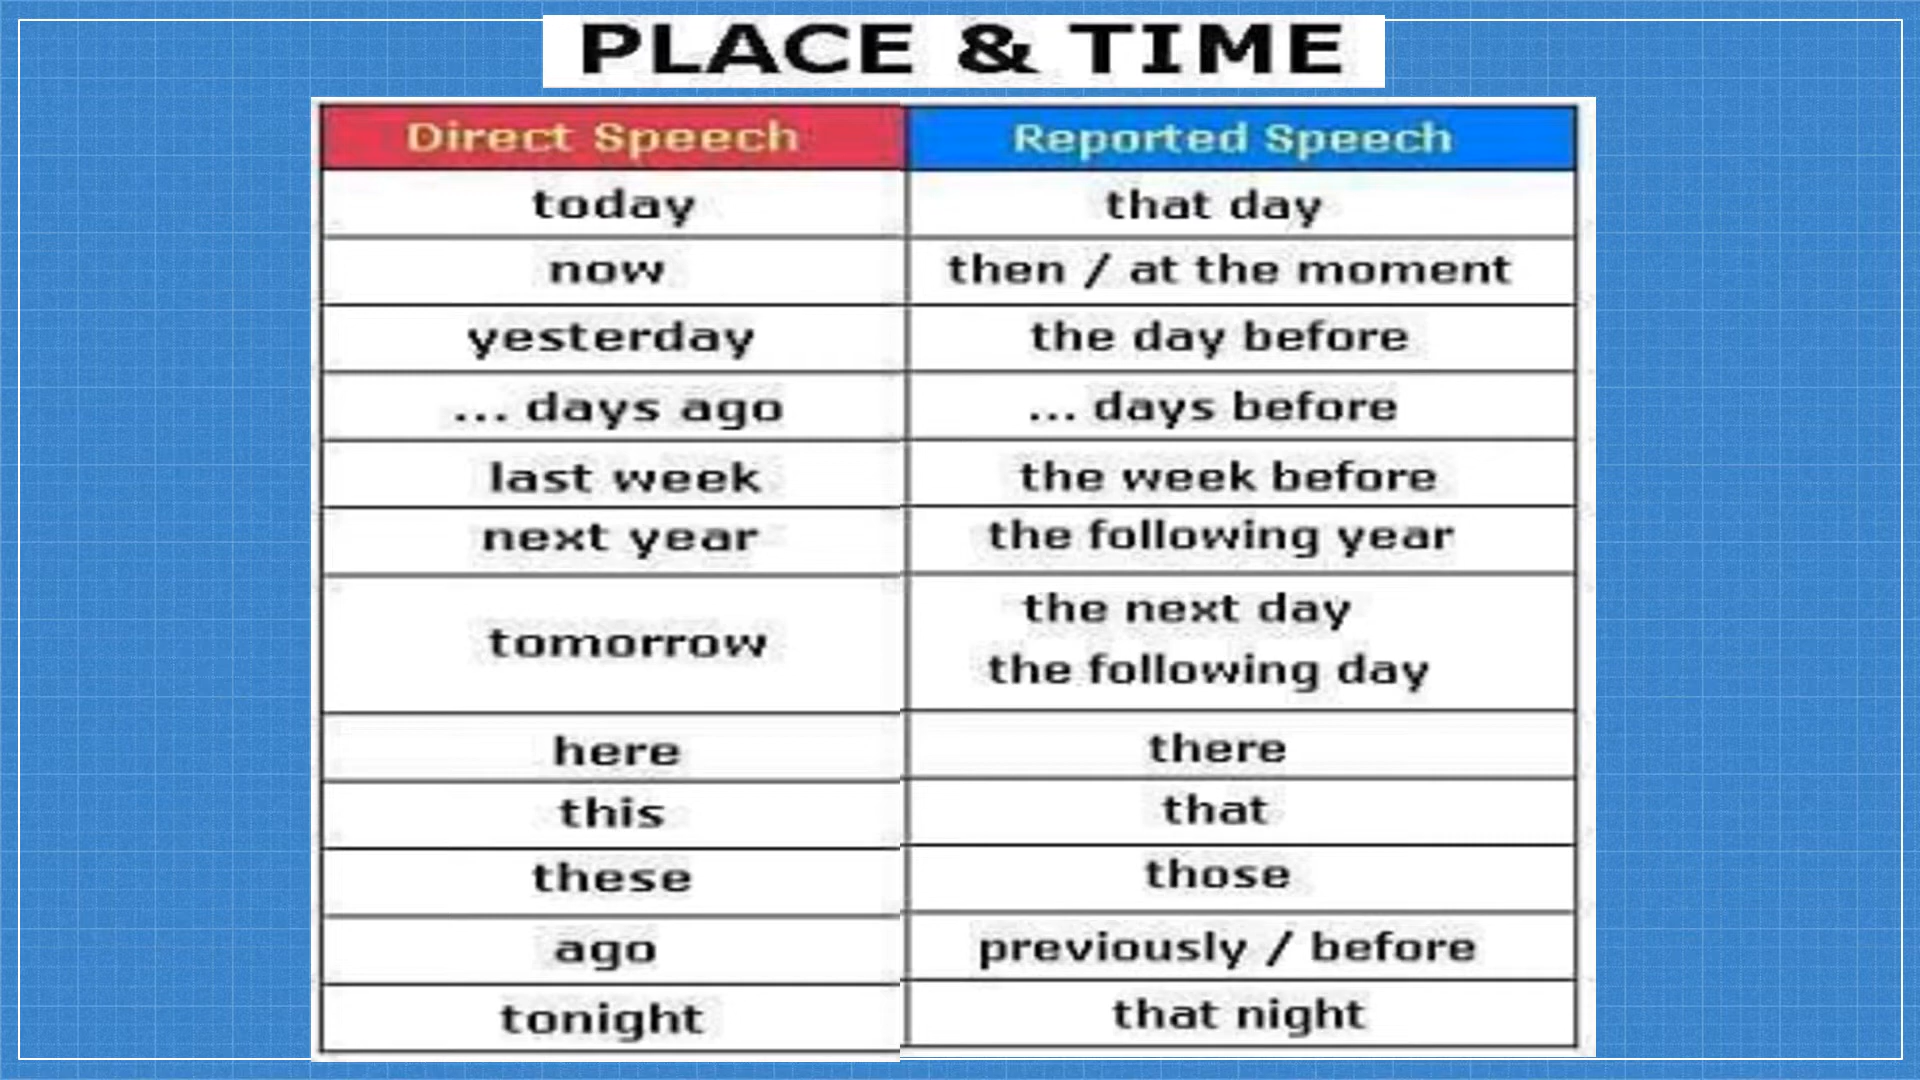 PLACE & TIME
Direct Speech Reported Speech
today that day
now then / at the moment
yesterday the day before
... days ago ... days before
last week the week before
next year the following year
tomorrow the next day
the following day
here there
this that
these those
ago previously / before
tonight that night